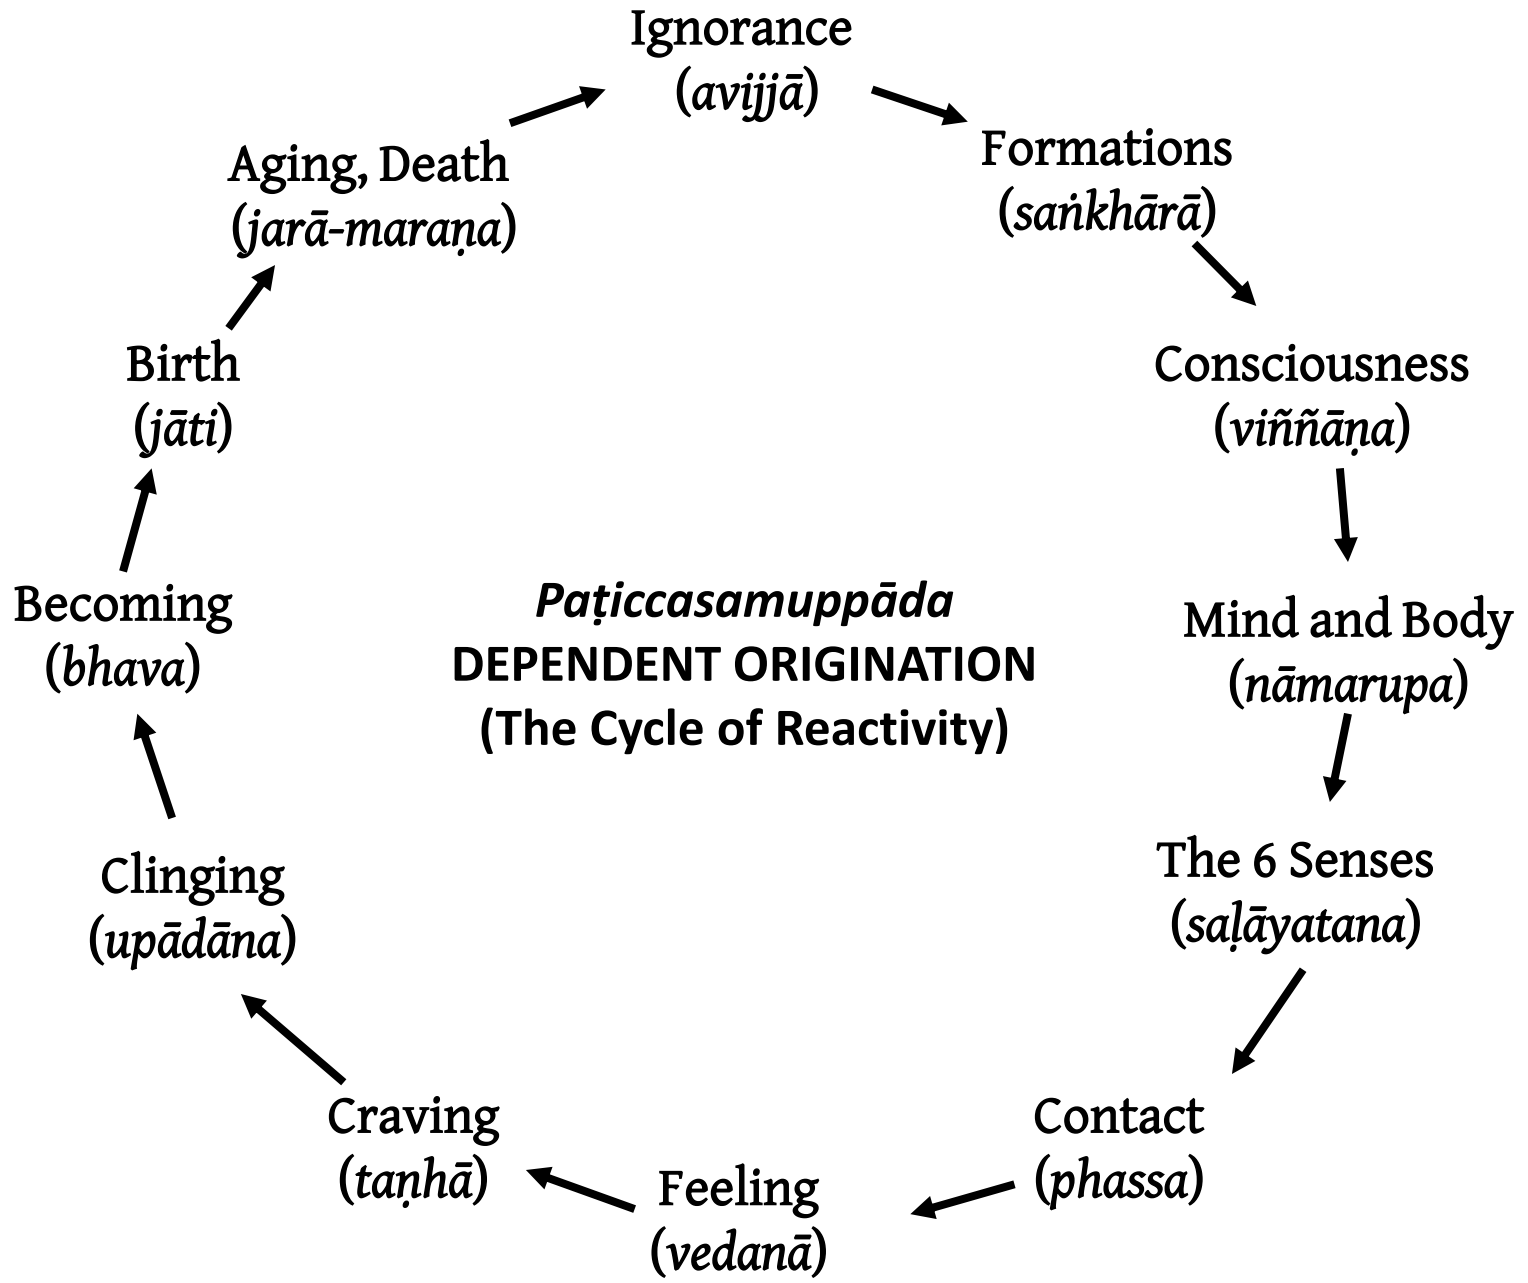 Ignorance
(avijjā)
Formations
(saṅkhārā)
Consciousness
(viññāṇa)
Mind and Body
(nāmarupa)
The 6 Senses
(saḷāyatana)
Contact
(phassa)
Feeling
(vedanā)
Craving
(taṇhā)
Clinging
(upādāna)
Becoming
(bhava)
Birth
(jāti)
Aging, Death
(jarā-maraṇa)
Paṭiccasamuppāda
DEPENDENT ORIGINATION
(The Cycle of Reactivity)